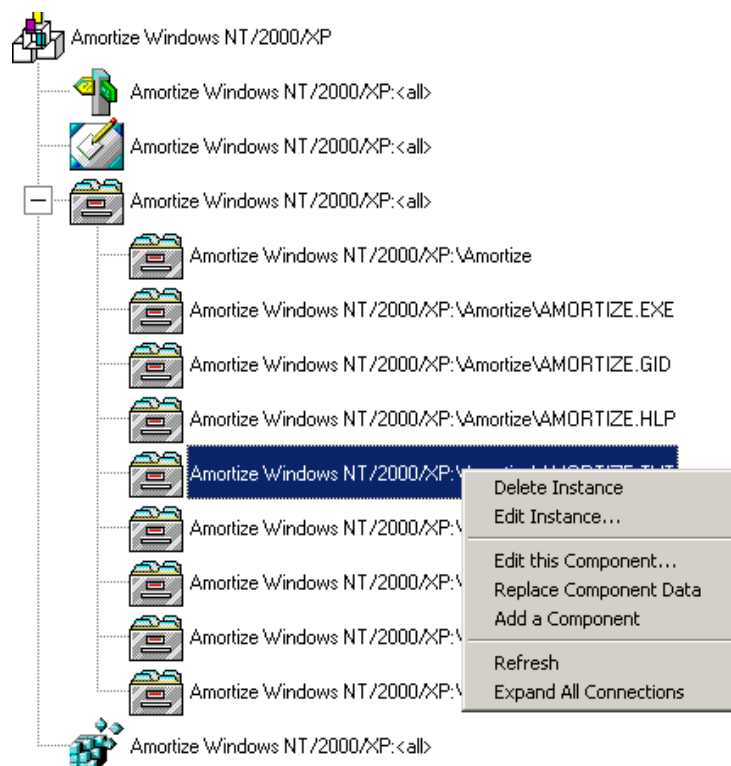 Amortize Windows NT/2000/XP
Amortize Windows NT/2000/XP:<all>
Amortize Windows NT/2000/XP:<all>
Amortize Windows NT/2000/XP:<all>
Amortize Windows NT/2000/XP:\Amortize
Amortize Windows NT/2000/XP:\Amortize\AMORTIZE.EXE
Amortize Windows NT/2000/XP:\Amortize\AMORTIZE.GID
Amortize Windows NT/2000/XP:\Amortize\AMORTIZE.HLP
Amortize Windows NT/2000/XP:
Delete Instance
Edit Instance...
Amortize Windows NT/2000/XP:\
Edit this Component...
Amortize Windows NT/2000/XP:\
Replace Component Data
Add a Component
Amortize Windows NT/2000/XP:\
Refresh
Amortize Windows NT/2000/XP:\
Expand All Connections
Amortize Windows NT/2000/XP:<all>